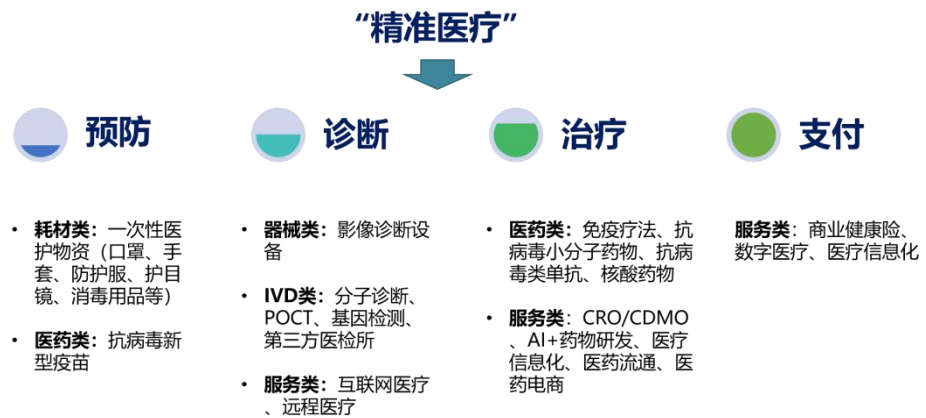 “精准医疗”
预防
诊断
治疗
支付
• 耗材类：一次性医
护物资（口罩、手
套、防护服、护目
镜、消毒用品等）
• 医药类：抗病毒新
型疫苗
• 器械类：影像诊断设
备
• IVD类：分子诊断、
POCT、基因检测、
第三方医检所
• 服务类：互联网医疗
、远程医疗
• 医药类：免疫疗法、抗
病毒小分子药物、抗病
毒类单抗、核酸药物
• 服务类：CRO/CDMO
、AI+药物研发、医疗
信息化、医药流通、医
药电商
服务类：商业健康险、
数字医疗、医疗信息化